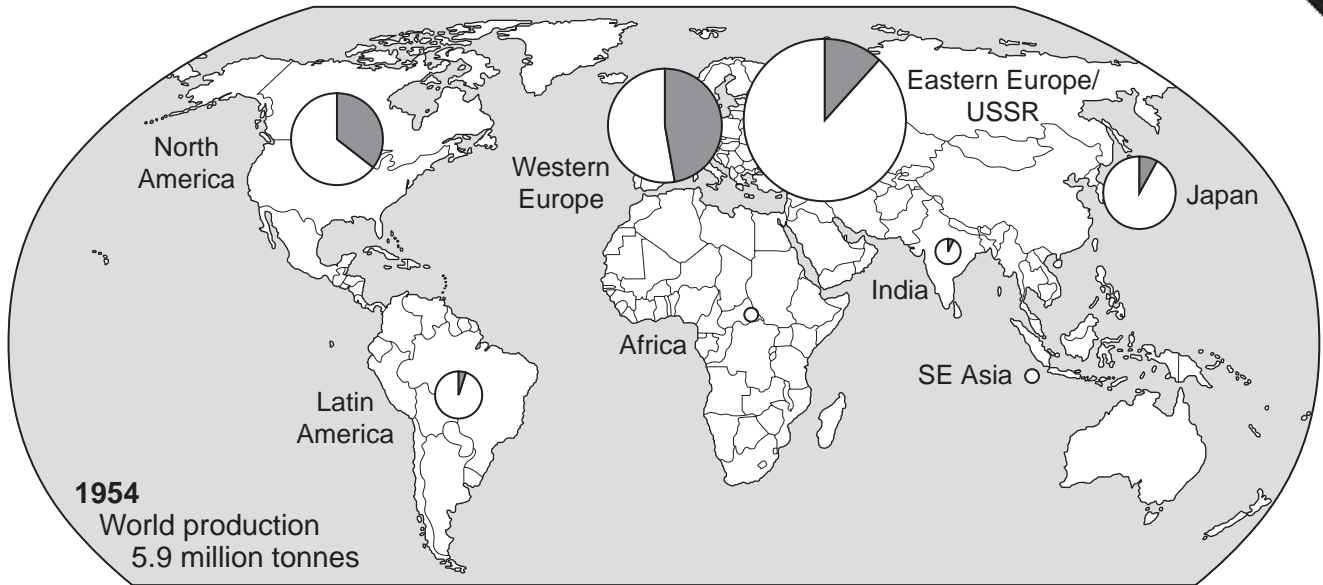 Eastern Europe/
USSR
North
America
Western
Europe
Japan
India
Africa
SE Asia
Latin
America
1954
World production
5.9 million tonnes